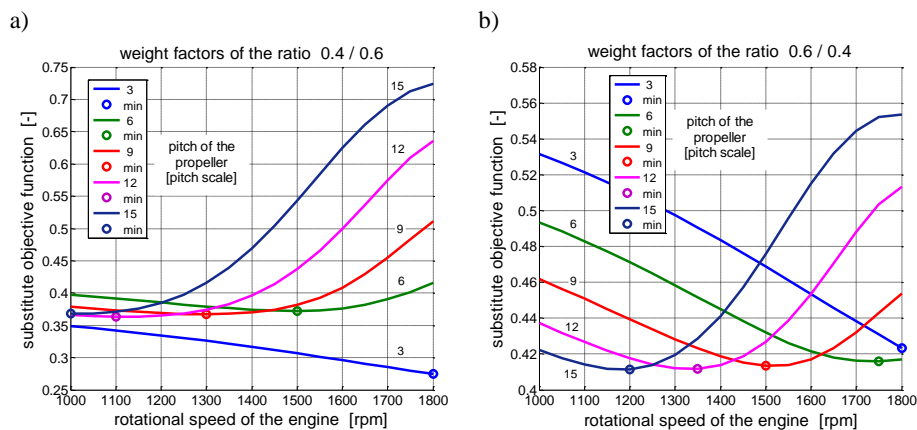 a)
weight factors of the ratio 0.4 / 0.6
substitute objective function [-]
0.75
0.7
0.65
0.6
0.55
0.5
0.45
0.4
0.35
0.3
0.25
3
min
6
min
9
min
12
min
15
min
pitch of the
propeller
[pitch scale]
15
12
9
6
3
1000 1100 1200 1300 1400 1500 1600 1700 1800
rotational speed of the engine [rpm]
b)
weight factors of the ratio 0.6 / 0.4
substitute objective function [-]
0.58
0.56
0.54
0.52
0.5
0.48
0.46
0.44
0.42
0.4
3
min
6
min
9
min
12
min
15
min
pitch of the
propeller
[pitch scale]
3
6
9
12
15
1000 1100 1200 1300 1400 1500 1600 1700 1800
rotational speed of the engine [rpm]